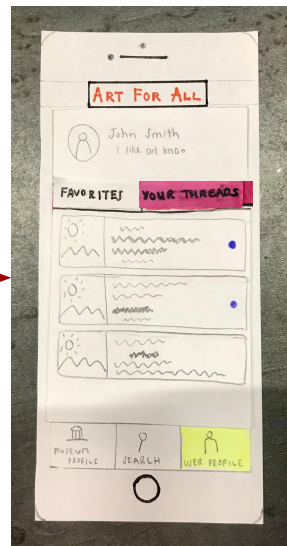 ART FOR ALL
John Smith
I like art lmao
FAVORITES YOUR THREADS
MUSEUM PROFILE
SEARCH
USER PROFILE